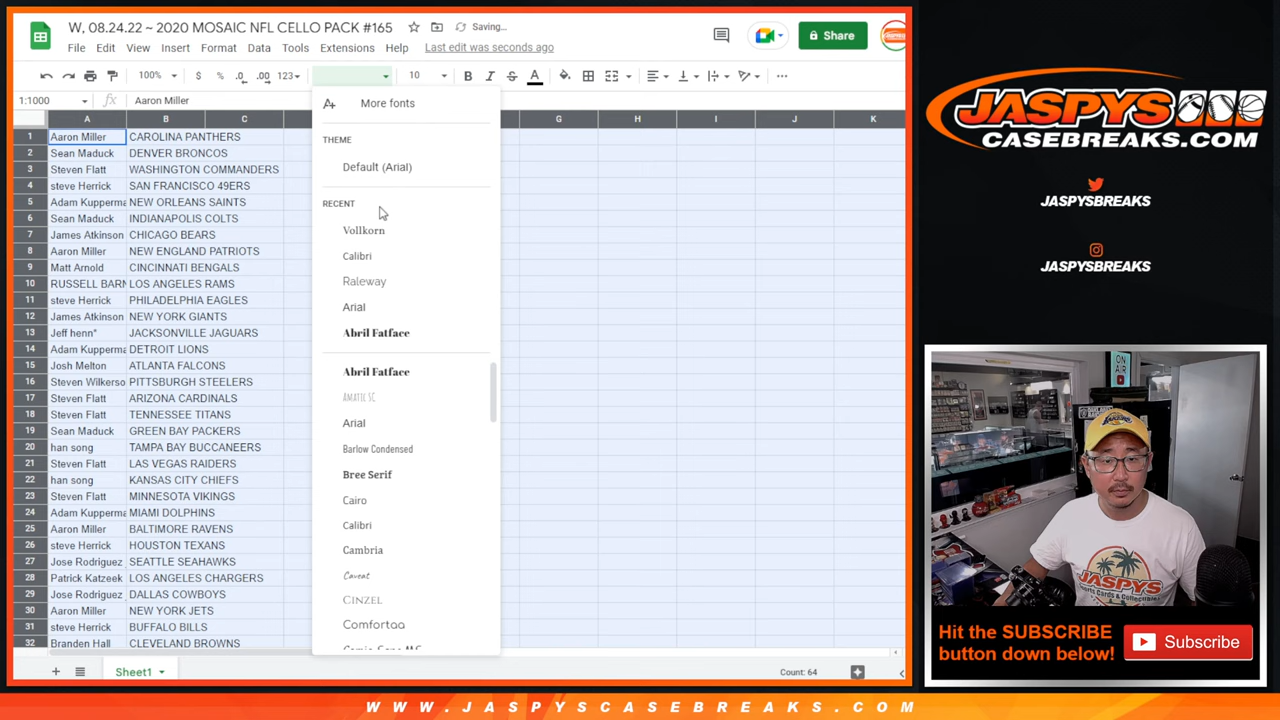 W, 08.24.22 ~ 2020 MOSAIC NFL CELLO PACK #165 Saving...
File Edit View Insert Format Data Tools Extensions Help Last edit was seconds ago
Share
100% $ % .0 .00 123 10 B I S A
1:1000 fx Aaron Miller
A B C G H I J K
1 Aaron Miller CAROLINA PANTHERS
2 Sean Maduck DENVER BRONCOS
3 Steven Flatt WASHINGTON COMMANDERS
4 steve Herrick SAN FRANCISCO 49ERS
5 Adam Kupperma NEW ORLEANS SAINTS
6 Sean Maduck INDIANAPOLIS COLTS
7 James Atkinson CHICAGO BEARS
8 Aaron Miller NEW ENGLAND PATRIOTS
9 Matt Arnold CINCINNATI BENGALS
10 RUSSELL BARN LOS ANGELES RAMS
11 steve Herrick PHILADELPHIA EAGLES
12 James Atkinson NEW YORK GIANTS
13 Jeff henn* JACKSONVILLE JAGUARS
14 Adam Kupperma DETROIT LIONS
15 Josh Melton ATLANTA FALCONS
16 Steven Wilkerso PITTSBURGH STEELERS
17 Steven Flatt ARIZONA CARDINALS
18 Steven Flatt TENNESSEE TITANS
19 Sean Maduck GREEN BAY PACKERS
20 han song TAMPA BAY BUCCANEERS
21 Steven Flatt LAS VEGAS RAIDERS
22 han song KANSAS CITY CHIEFS
23 Steven Flatt MINNESOTA VIKINGS
24 Adam Kupperma MIAMI DOLPHINS
25 Aaron Miller BALTIMORE RAVENS
26 steve Herrick HOUSTON TEXANS
27 Jose Rodriguez SEATTLE SEAHAWKS
28 Patrick Katzeek LOS ANGELES CHARGERS
29 Jose Rodriguez DALLAS COWBOYS
30 Aaron Miller NEW YORK JETS
31 steve Herrick BUFFALO BILLS
32 Branden Hall CLEVELAND BROWNS
More fonts
THEME
Default (Arial)
RECENT
Vollkorn
Calibri
Raleway
Arial
Abril Fatface
Abril Fatface
AMATIC SC
Arial
Barlow Condensed
Bree Serif
Cairo
Calibri
Cambria
Caveat
CINZEL
Comfortaa
Comic Sans MS
Sheet1
Count: 64
JASPYS
CASEBREAKS.COM
JASPYSBREAKS
JASPYSBREAKS
ON
AIR
JASPYS
Hit the SUBSCRIBE
button down below!
Subscribe
WWW.JASPYSCASEBREAKS.COM